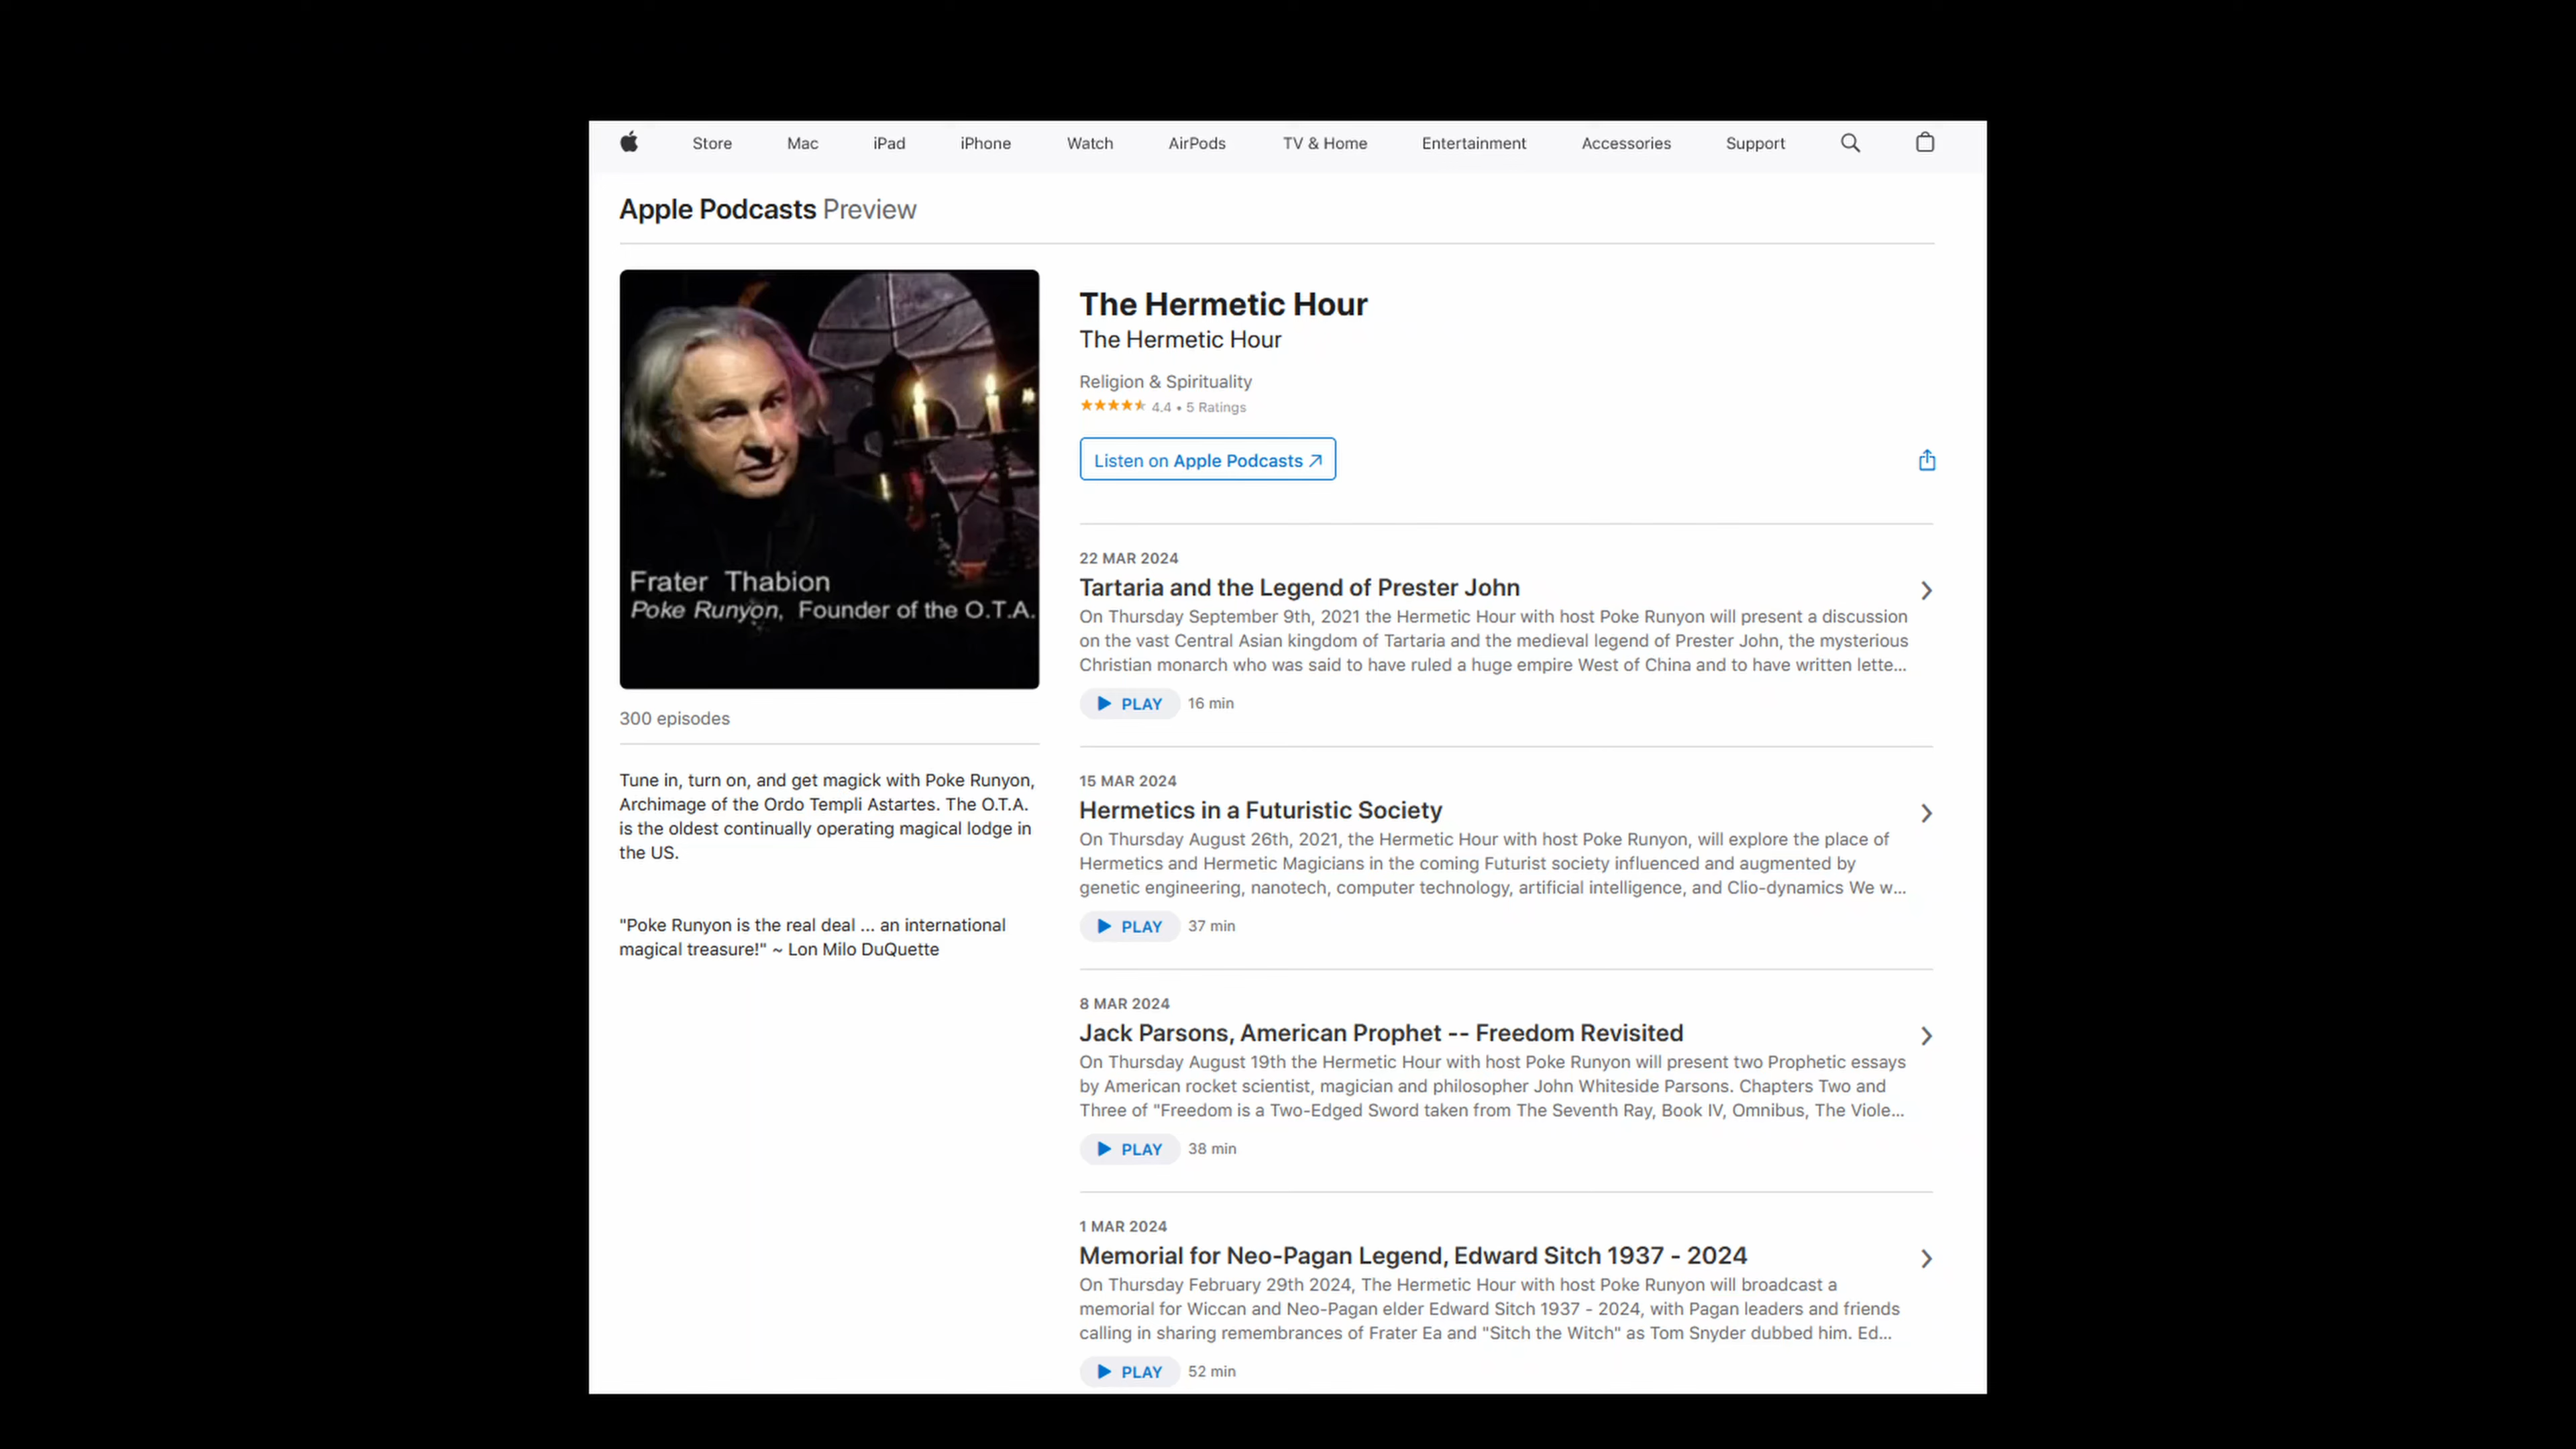 Store Mac iPad iPhone Watch AirPods TV & Home Entertainment Accessories Support
Apple Podcasts Preview
Frater Thabion
Poke Runyon, Founder of the O.T.A.
300 episodes
Tune in, turn on, and get magick with Poke Runyon,
Archimage of the Ordo Templi Astartes. The O.T.A.
is the oldest continually operating magical lodge in
the US.
"Poke Runyon is the real deal ... an international
magical treasure!" ~ Lon Milo DuQuette
The Hermetic Hour
The Hermetic Hour
Religion & Spirituality
4.4 • 5 Ratings
Listen on Apple Podcasts ↗
22 MAR 2024
Tartaria and the Legend of Prester John
On Thursday September 9th, 2021 the Hermetic Hour with host Poke Runyon will present a discussion
on the vast Central Asian kingdom of Tartaria and the medieval legend of Prester John, the mysterious
Christian monarch who was said to have ruled a huge empire West of China and to have written lette...
PLAY 16 min
15 MAR 2024
Hermetics in a Futuristic Society
On Thursday August 26th, 2021, the Hermetic Hour with host Poke Runyon, will explore the place of
Hermetics and Hermetic Magicians in the coming Futurist society influenced and augmented by
genetic engineering, nanotech, computer technology, artificial intelligence, and Clio-dynamics We w...
PLAY 37 min
8 MAR 2024
Jack Parsons, American Prophet -- Freedom Revisited
On Thursday August 19th the Hermetic Hour with host Poke Runyon will present two Prophetic essays
by American rocket scientist, magician and philosopher John Whiteside Parsons. Chapters Two and
Three of "Freedom is a Two-Edged Sword taken from The Seventh Ray, Book IV, Omnibus, The Viole...
PLAY 38 min
1 MAR 2024
Memorial for Neo-Pagan Legend, Edward Sitch 1937 - 2024
On Thursday February 29th 2024, The Hermetic Hour with host Poke Runyon will broadcast a
memorial for Wiccan and Neo-Pagan elder Edward Sitch 1937 - 2024, with Pagan leaders and friends
calling in sharing remembrances of Frater Ea and "Sitch the Witch" as Tom Snyder dubbed him. Ed...
PLAY 52 min